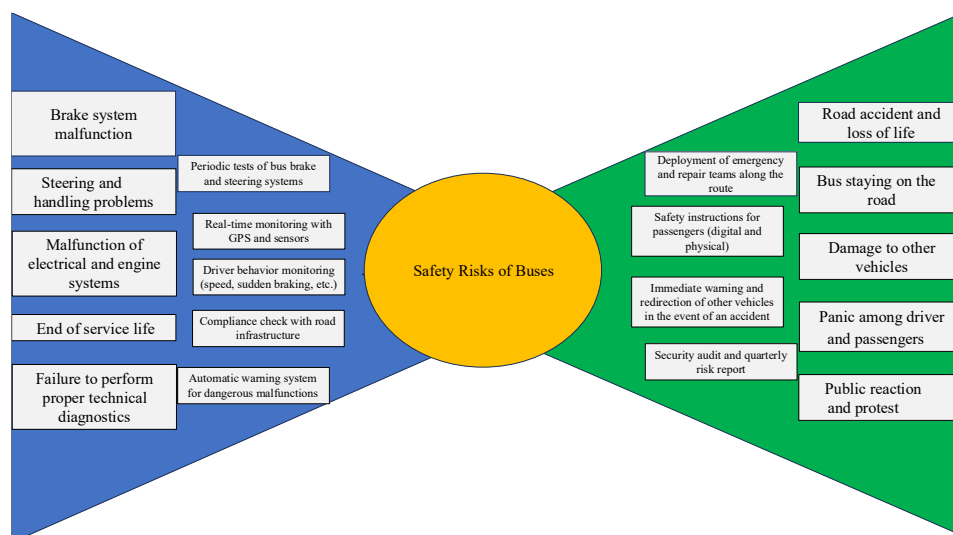 Brake system
malfunction
Steering and
handling problems
Malfunction of
electrical and engine
systems
End of service life
Failure to perform
proper technical
diagnostics
Periodic tests of bus brake
and steering systems
Real-time monitoring with
GPS and sensors
Driver behavior monitoring
(speed, sudden braking, etc.)
Compliance check with road
infrastructure
Automatic warning system
for dangerous malfunctions
Safety Risks of Buses
Deployment of emergency
and repair teams along the
route
Safety instructions for
passengers (digital and
physical)
Immediate warning and
redirection of other vehicles
in the event of an accident
Security audit and quarterly
risk report
Road accident and
loss of life
Bus staying on the
road
Damage to other
vehicles
Panic among driver
and passengers
Public reaction
and protest